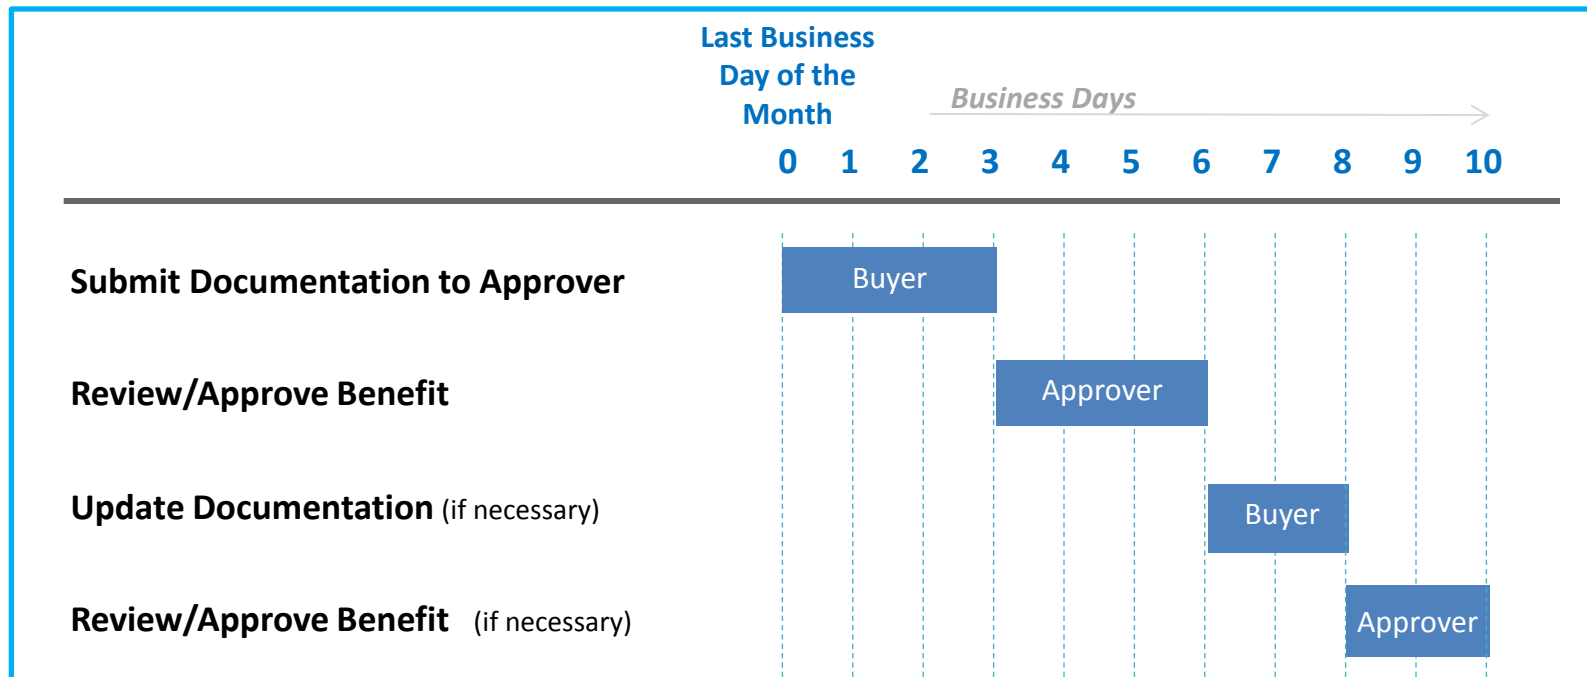 Last Business
Day of the
Month
Business Days
0 1 2 3 4 5 6 7 8 9 10
Submit Documentation to Approver
Buyer
Review/Approve Benefit
Approver
Update Documentation (if necessary)
Buyer
Review/Approve Benefit (if necessary)
Approver